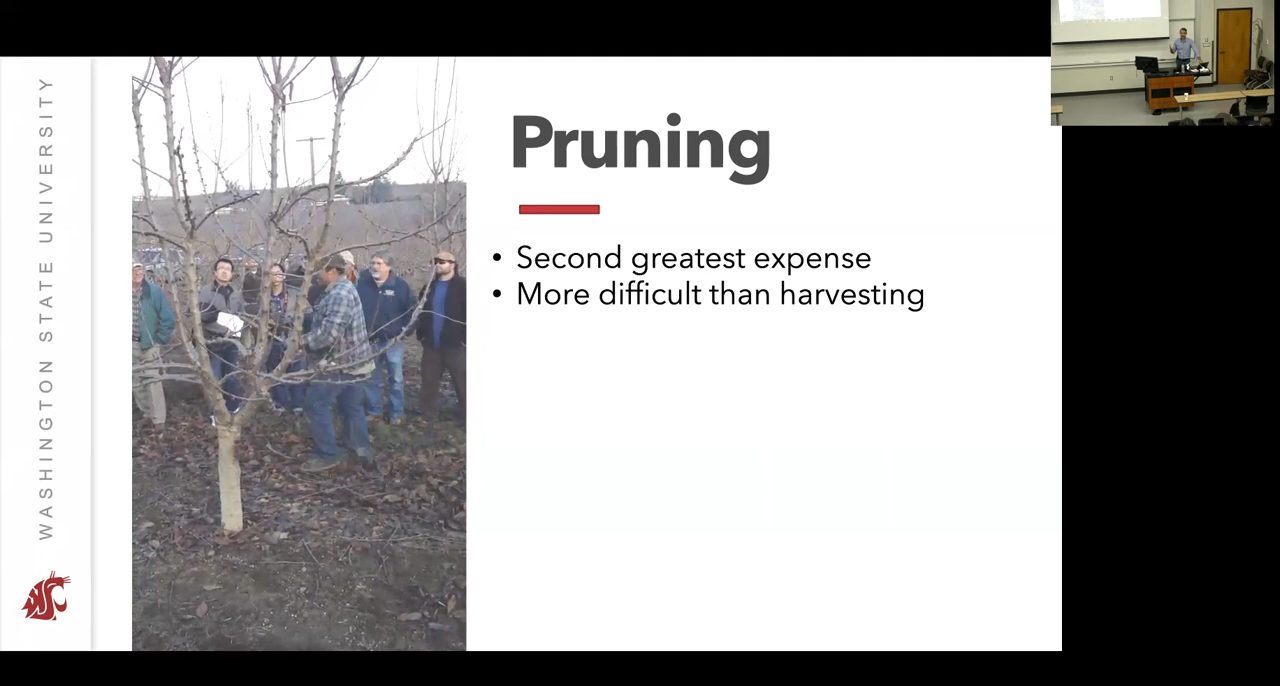 WASHINGTON STATE UNIVERSITY
Pruning
• Second greatest expense
• More difficult than harvesting